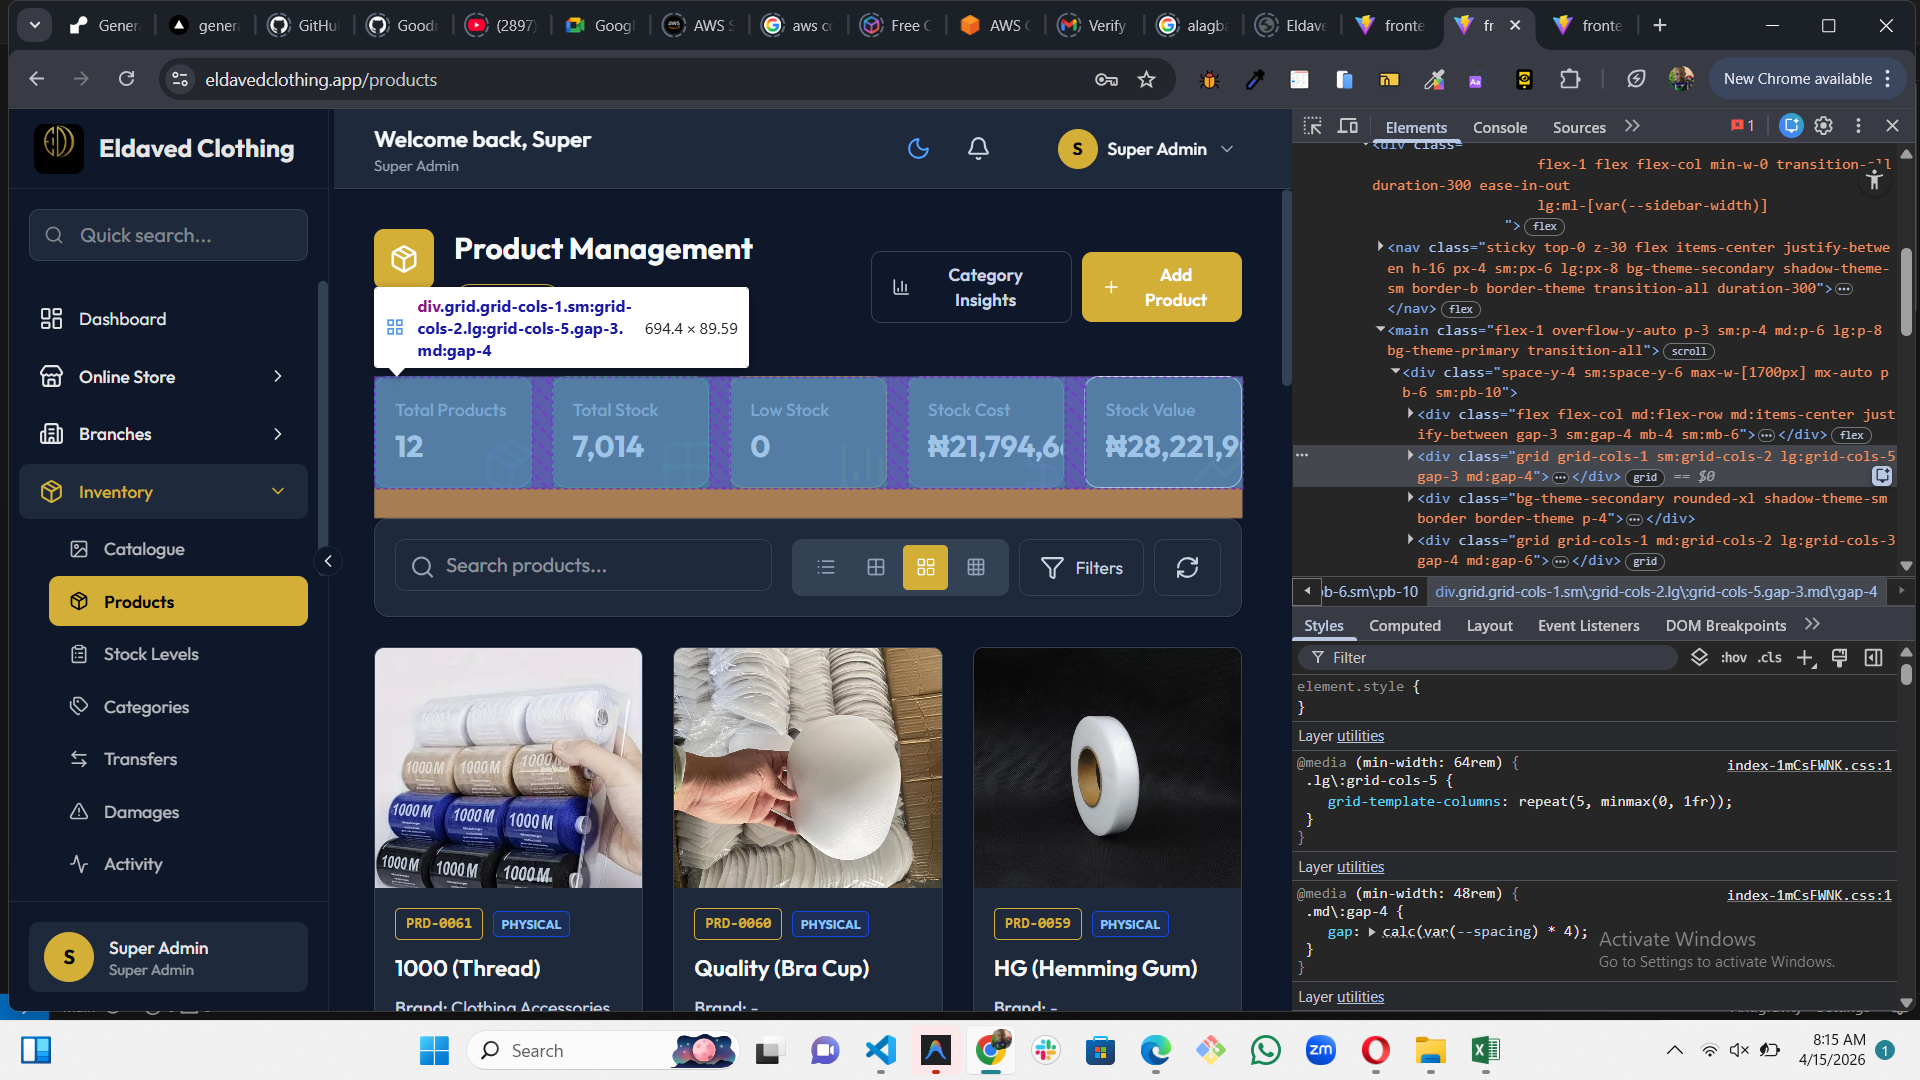 Gener
gener
GitHu
Goodr
(2897)
Googl
AWS S
aws co
Free C
AWS C
Verify
alagba
Eldave
fronte
fr
fronte
eldavedclothing.app/products
New Chrome available
Eldaved Clothing
Quick search...
Dashboard
Online Store
Branches
Inventory
Catalogue
Products
Stock Levels
Categories
Transfers
Damages
Activity
S
Super Admin
Super Admin
Welcome back, Super
Super Admin
S
Super Admin
Product Management
Category
Insights
Add
Product
div.grid.grid-cols-1.sm:grid-
cols-2.lg:grid-cols-5.gap-3.
md:gap-4
694.4 × 89.59
Total Products
12
Total Stock
7,014
Low Stock
0
Stock Cost
₦21,794,6
Stock Value
₦28,221,9
Search products...
Filters
1000 M
PRD-0061
PHYSICAL
1000 (Thread)
Brand: Clothing Accessories
PRD-0060
PHYSICAL
Quality (Bra Cup)
Brand: -
PRD-0059
PHYSICAL
HG (Hemming Gum)
Brand: -
Elements
Console
Sources
1
<div class="
flex-1 flex flex-col min-w-0 transition-all
duration-300 ease-in-out
lg:ml-[var(--sidebar-width)]
"> flex
<nav class="sticky top-0 z-30 flex items-center justify-betwe
en h-16 px-4 sm:px-6 lg:px-8 bg-theme-secondary shadow-theme-
sm border-b border-theme transition-all duration-300">
</nav> flex
<main class="flex-1 overflow-y-auto p-3 sm:p-4 md:p-6 lg:p-8
bg-theme-primary transition-all"> scroll
<div class="space-y-4 sm:space-y-6 max-w-[1700px] mx-auto p
b-6 sm:pb-10">
<div class="flex flex-col md:flex-row md:items-center just
ify-between gap-3 sm:gap-4 mb-4 sm:mb-6"> … </div> flex
<div class="grid grid-cols-1 sm:grid-cols-2 lg:grid-cols-5
gap-3 md:gap-4"> … </div> grid == $0
<div class="bg-theme-secondary rounded-xl shadow-theme-sm
border border-theme p-4"> … </div>
<div class="grid grid-cols-1 md:grid-cols-2 lg:grid-cols-3
gap-4 md:gap-6"> … </div> grid
b-6.sm\:pb-10
div.grid.grid-cols-1.sm\:grid-cols-2.lg\:grid-cols-5.gap-3.md\:gap-4
Styles
Computed
Layout
Event Listeners
DOM Breakpoints
Filter
:hov
.cls
element.style {
}
Layer utilities
@media (min-width: 64rem) {
index-1mCsFWNK.css:1
.lg\:grid-cols-5 {
grid-template-columns: repeat(5, minmax(0, 1fr));
}
}
Layer utilities
@media (min-width: 48rem) {
index-1mCsFWNK.css:1
.md\:gap-4 {
gap: calc(var(--spacing) * 4);
}
}
Layer utilities
Activate Windows
Go to Settings to activate Windows.
Search
8:15 AM
4/15/2026
1